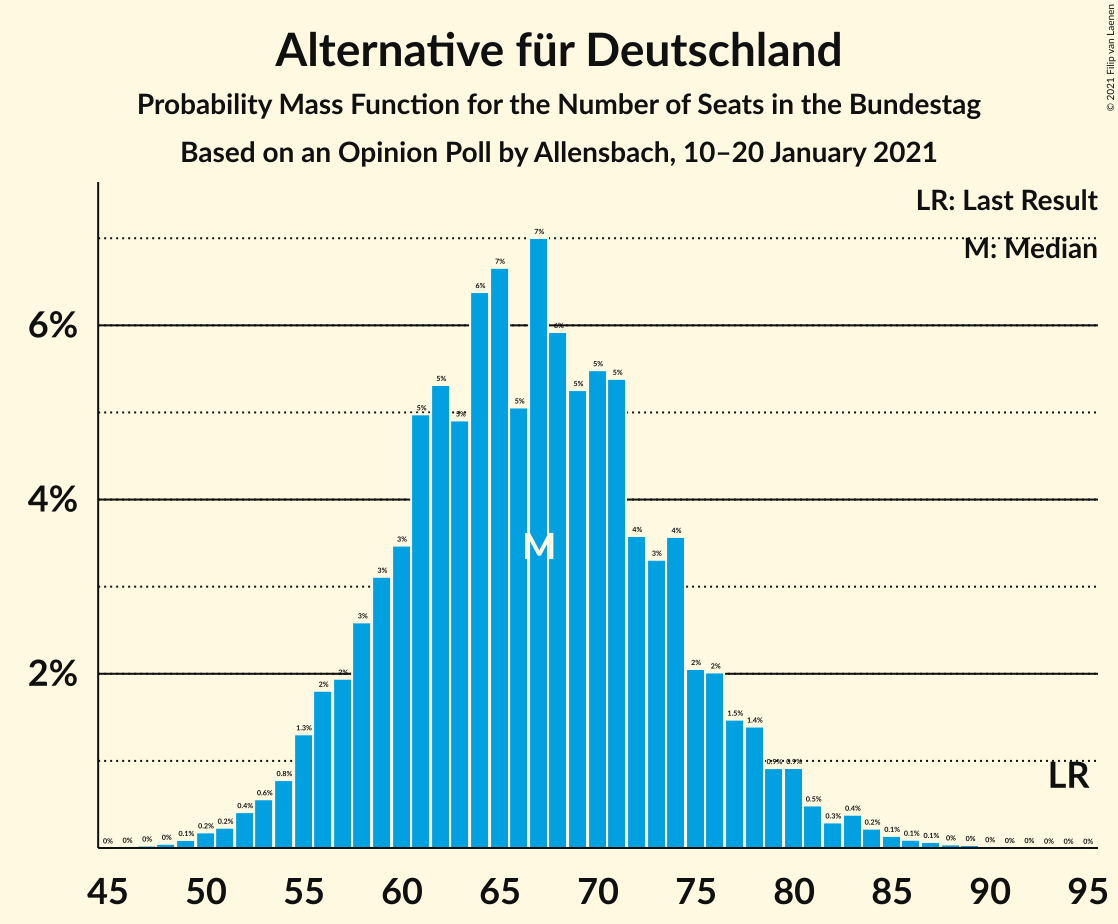 Alternative für Deutschland
Probability Mass Function for the Number of Seats in the Bundestag
Based on an Opinion Poll by Allensbach, 10–20 January 2021
© 2021 Filip van Laenen
LR: Last Result
M: Median
6%
4%
2%
0% 0% 0% 0% 0.1% 0.2% 0.2% 0.4% 0.6% 0.8% 1.3% 2% 2% 3% 3% 3% 5% 5% 5% 6% 7% 5% 7% 6% 5% 5% 5% 4% 3% 4% 2% 2% 1.5% 1.4% 0.9% 0.9% 0.5% 0.3% 0.4% 0.2% 0.1% 0.1% 0.1% 0% 0% 0% 0% 0% 0% 0% 0%
M
LR
45 50 55 60 65 70 75 80 85 90 95